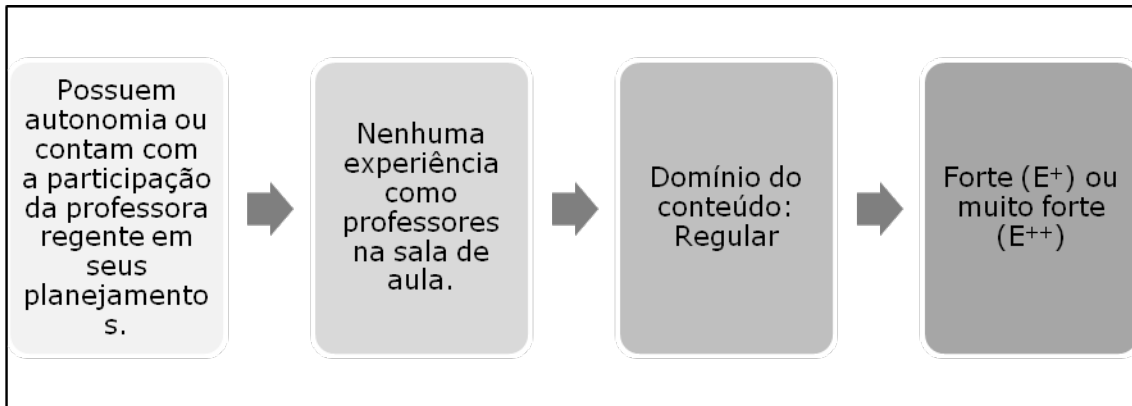 Possuem
autonomia ou
contam com
a participação
da professora
regente em
seus
planejamento
s.
Nenhuma
experiência
como
professores
na sala de
aula.
Domínio do
conteúdo:
Regular
Forte (E⁺) ou
muito forte
(E⁺⁺)